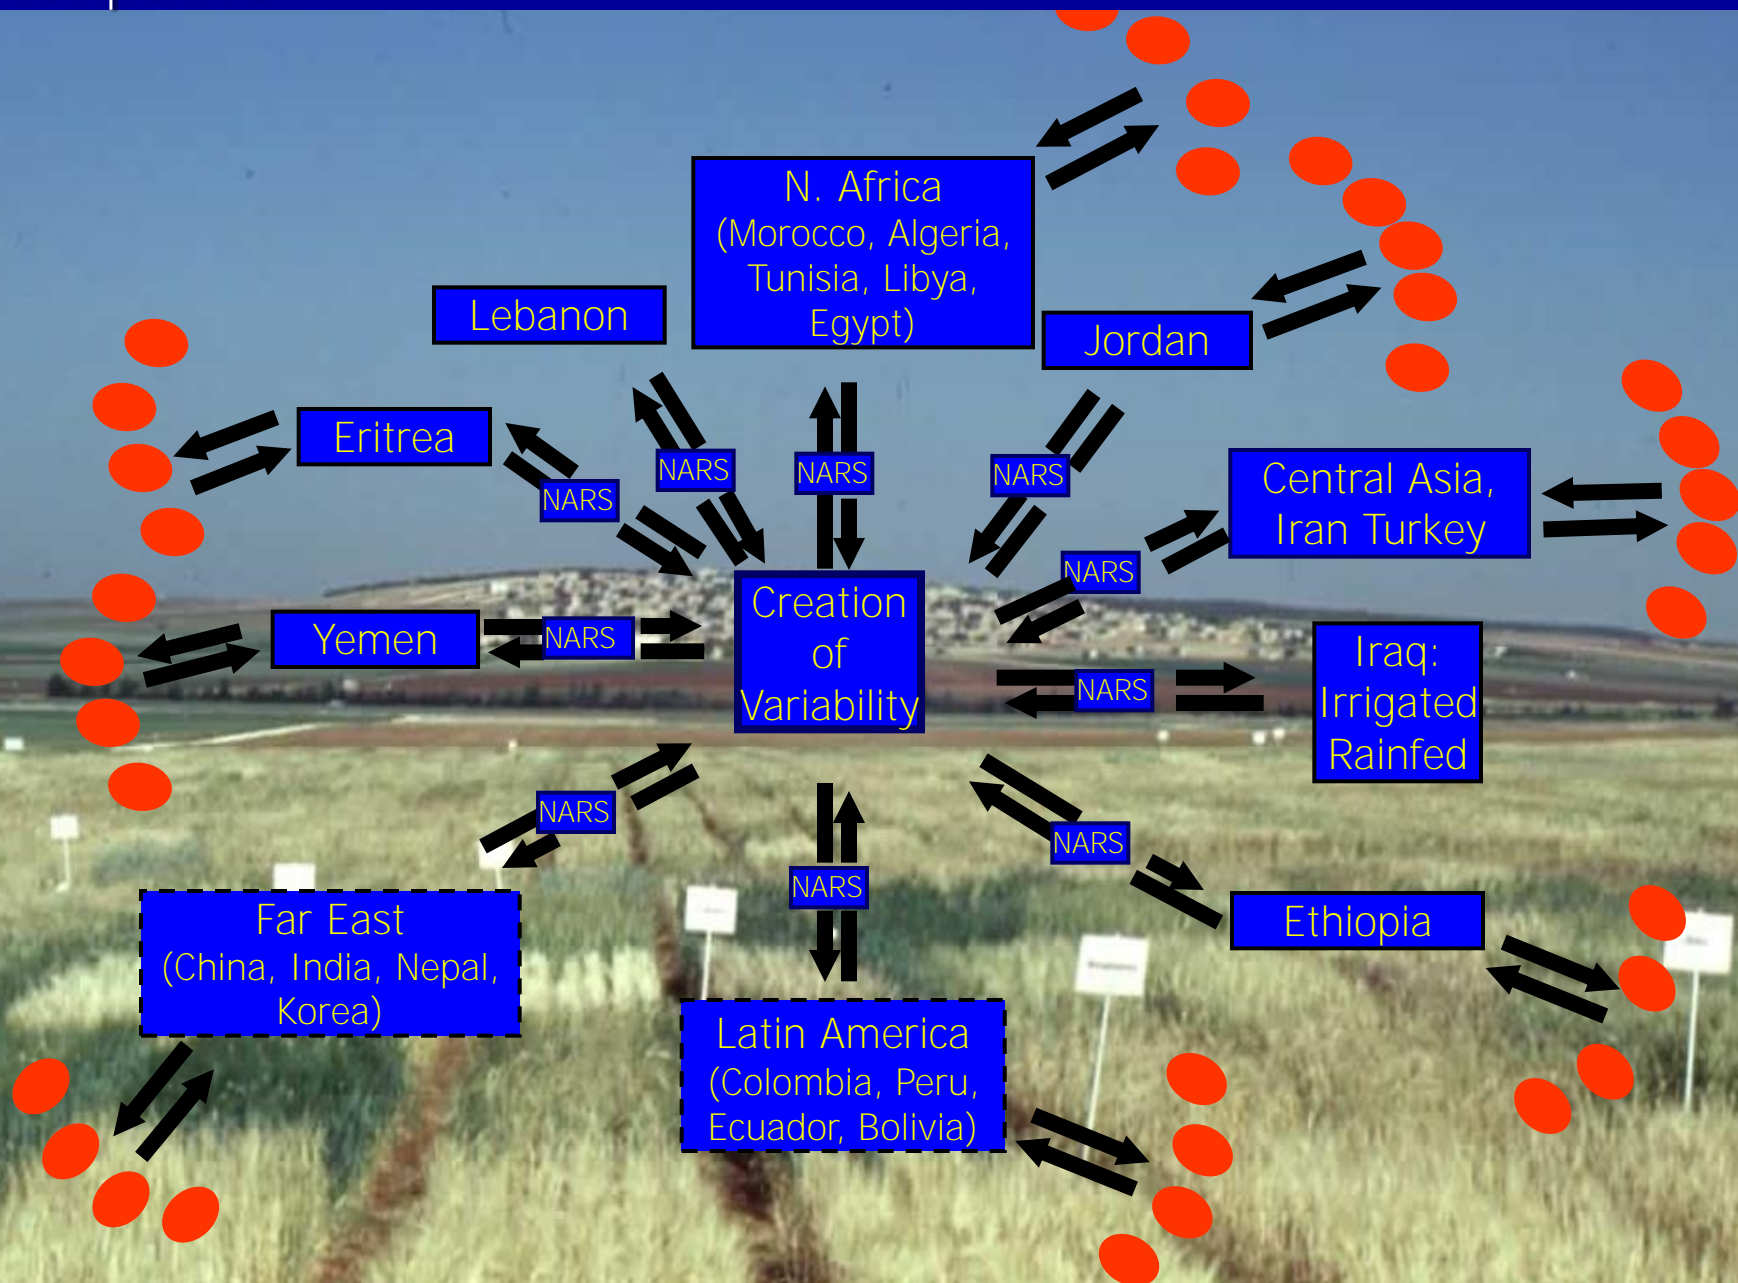 N. Africa
(Morocco, Algeria,
Tunisia, Libya,
Egypt)
Lebanon
Jordan
Eritrea
Central Asia,
Iran Turkey
NARS
NARS
NARS
NARS
NARS
Creation
of
Variability
Yemen
NARS
NARS
Iraq:
Irrigated
Rainfed
NARS
NARS
NARS
Far East
(China, India, Nepal,
Korea)
Ethiopia
Latin America
(Colombia, Peru,
Ecuador, Bolivia)